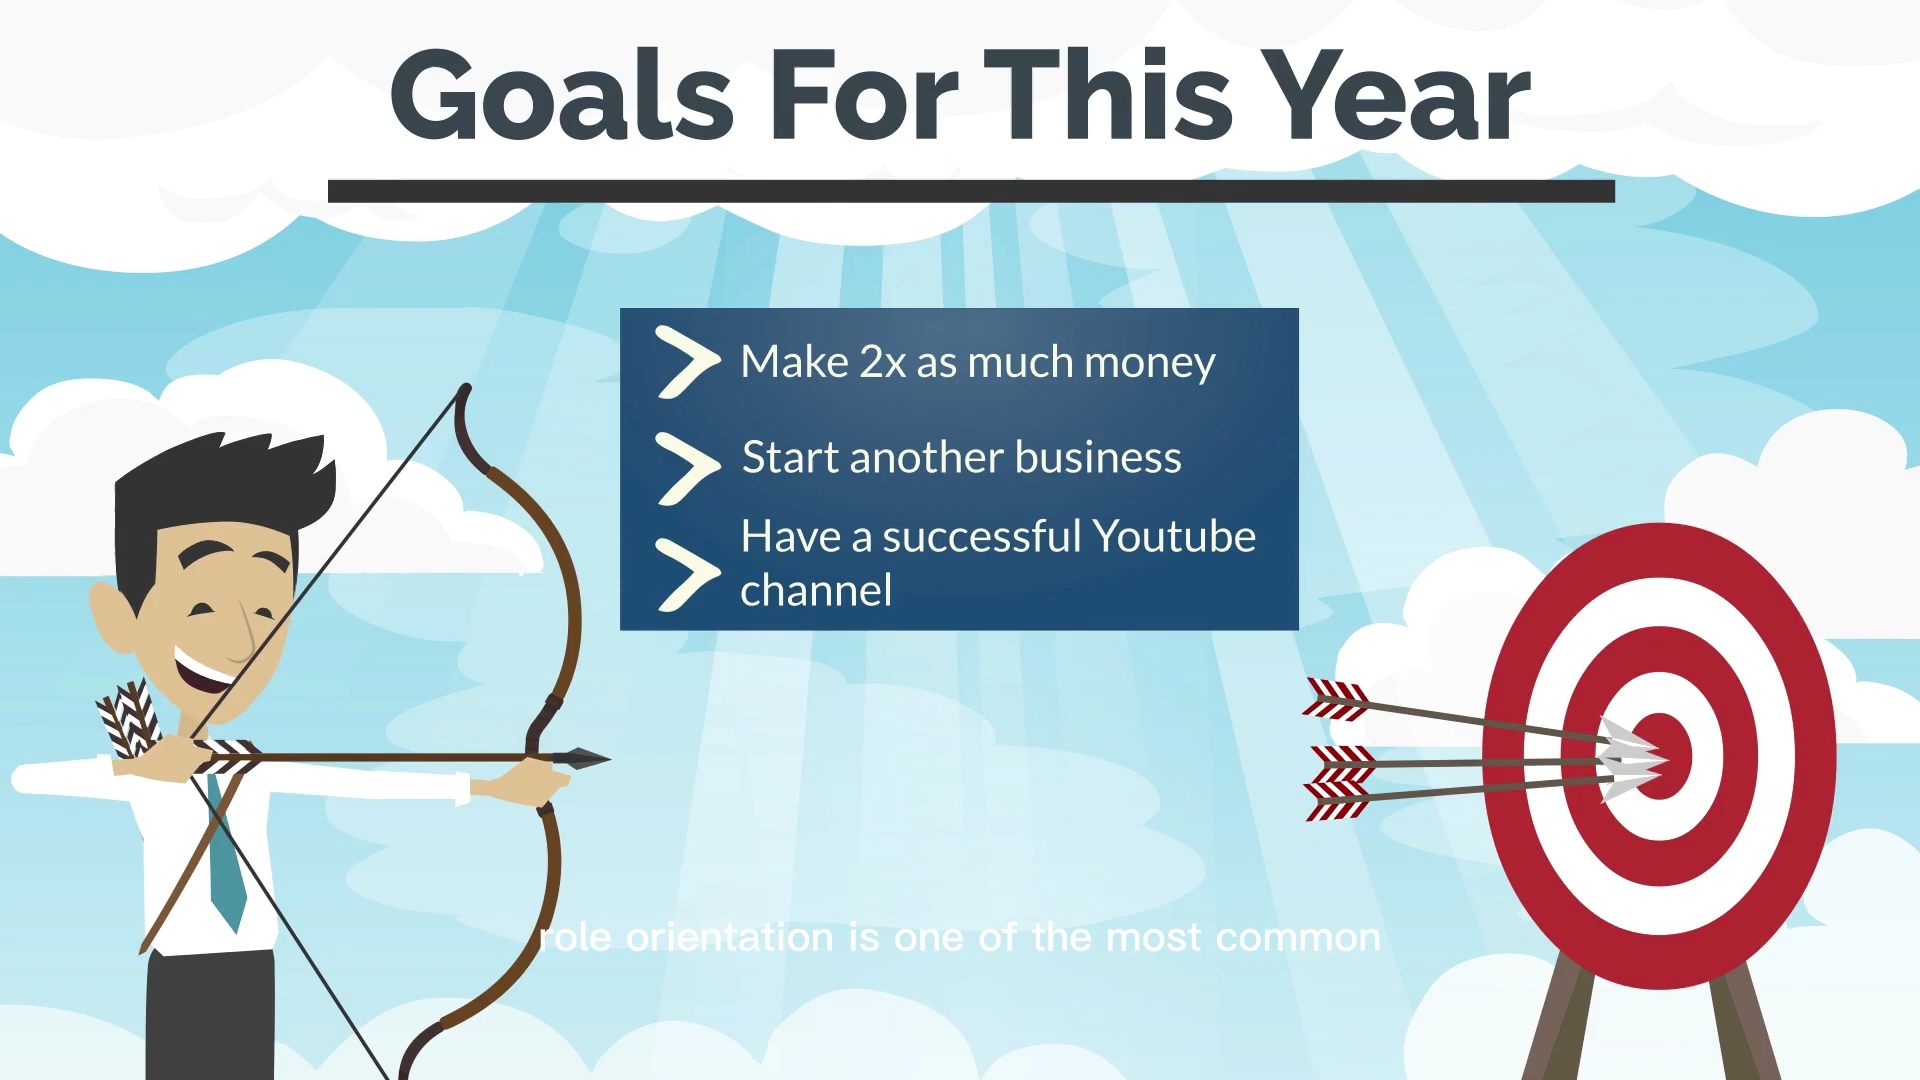 Goals For This Year
Make 2x as much money
Start another business
Have a successful Youtube
channel
role orientation is one of the most common